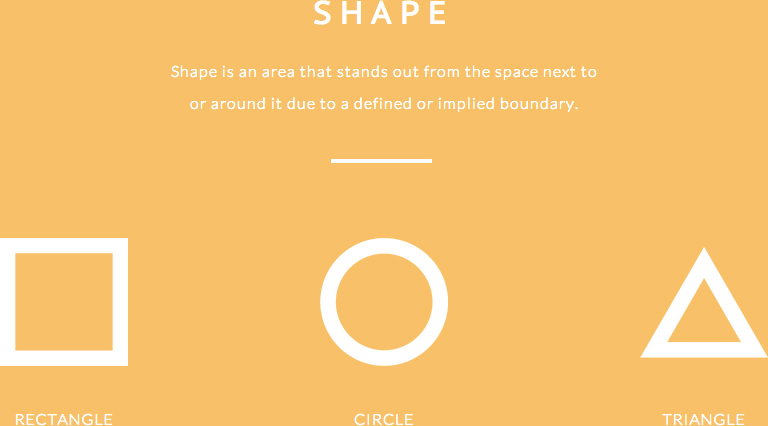 SHAPE
Shape is an area that stands out from the space next to
or around it due to a defined or implied boundary.
RECTANGLE CIRCLE TRIANGLE